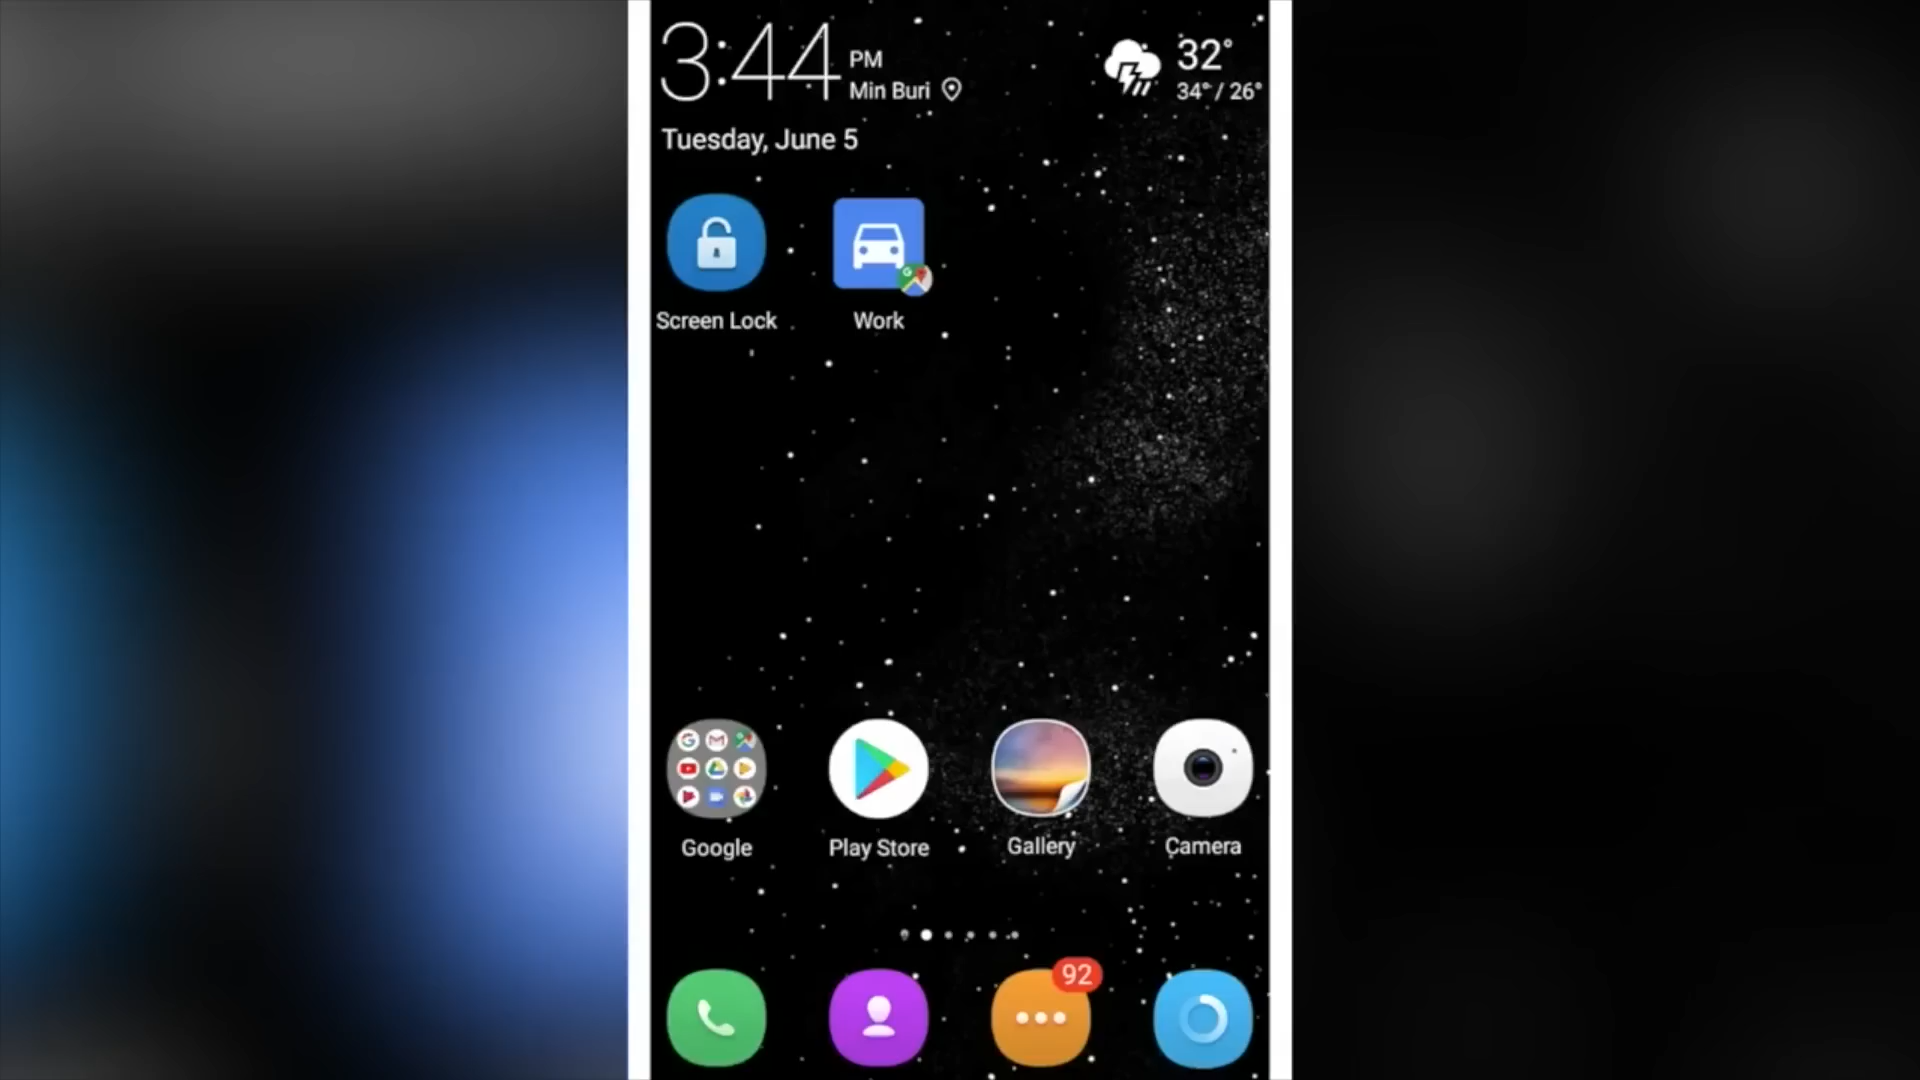 3:44 PM
Min Buri
32°
34° / 26°
Tuesday, June 5
Screen Lock
Work
Google
Play Store
Gallery
Camera
92